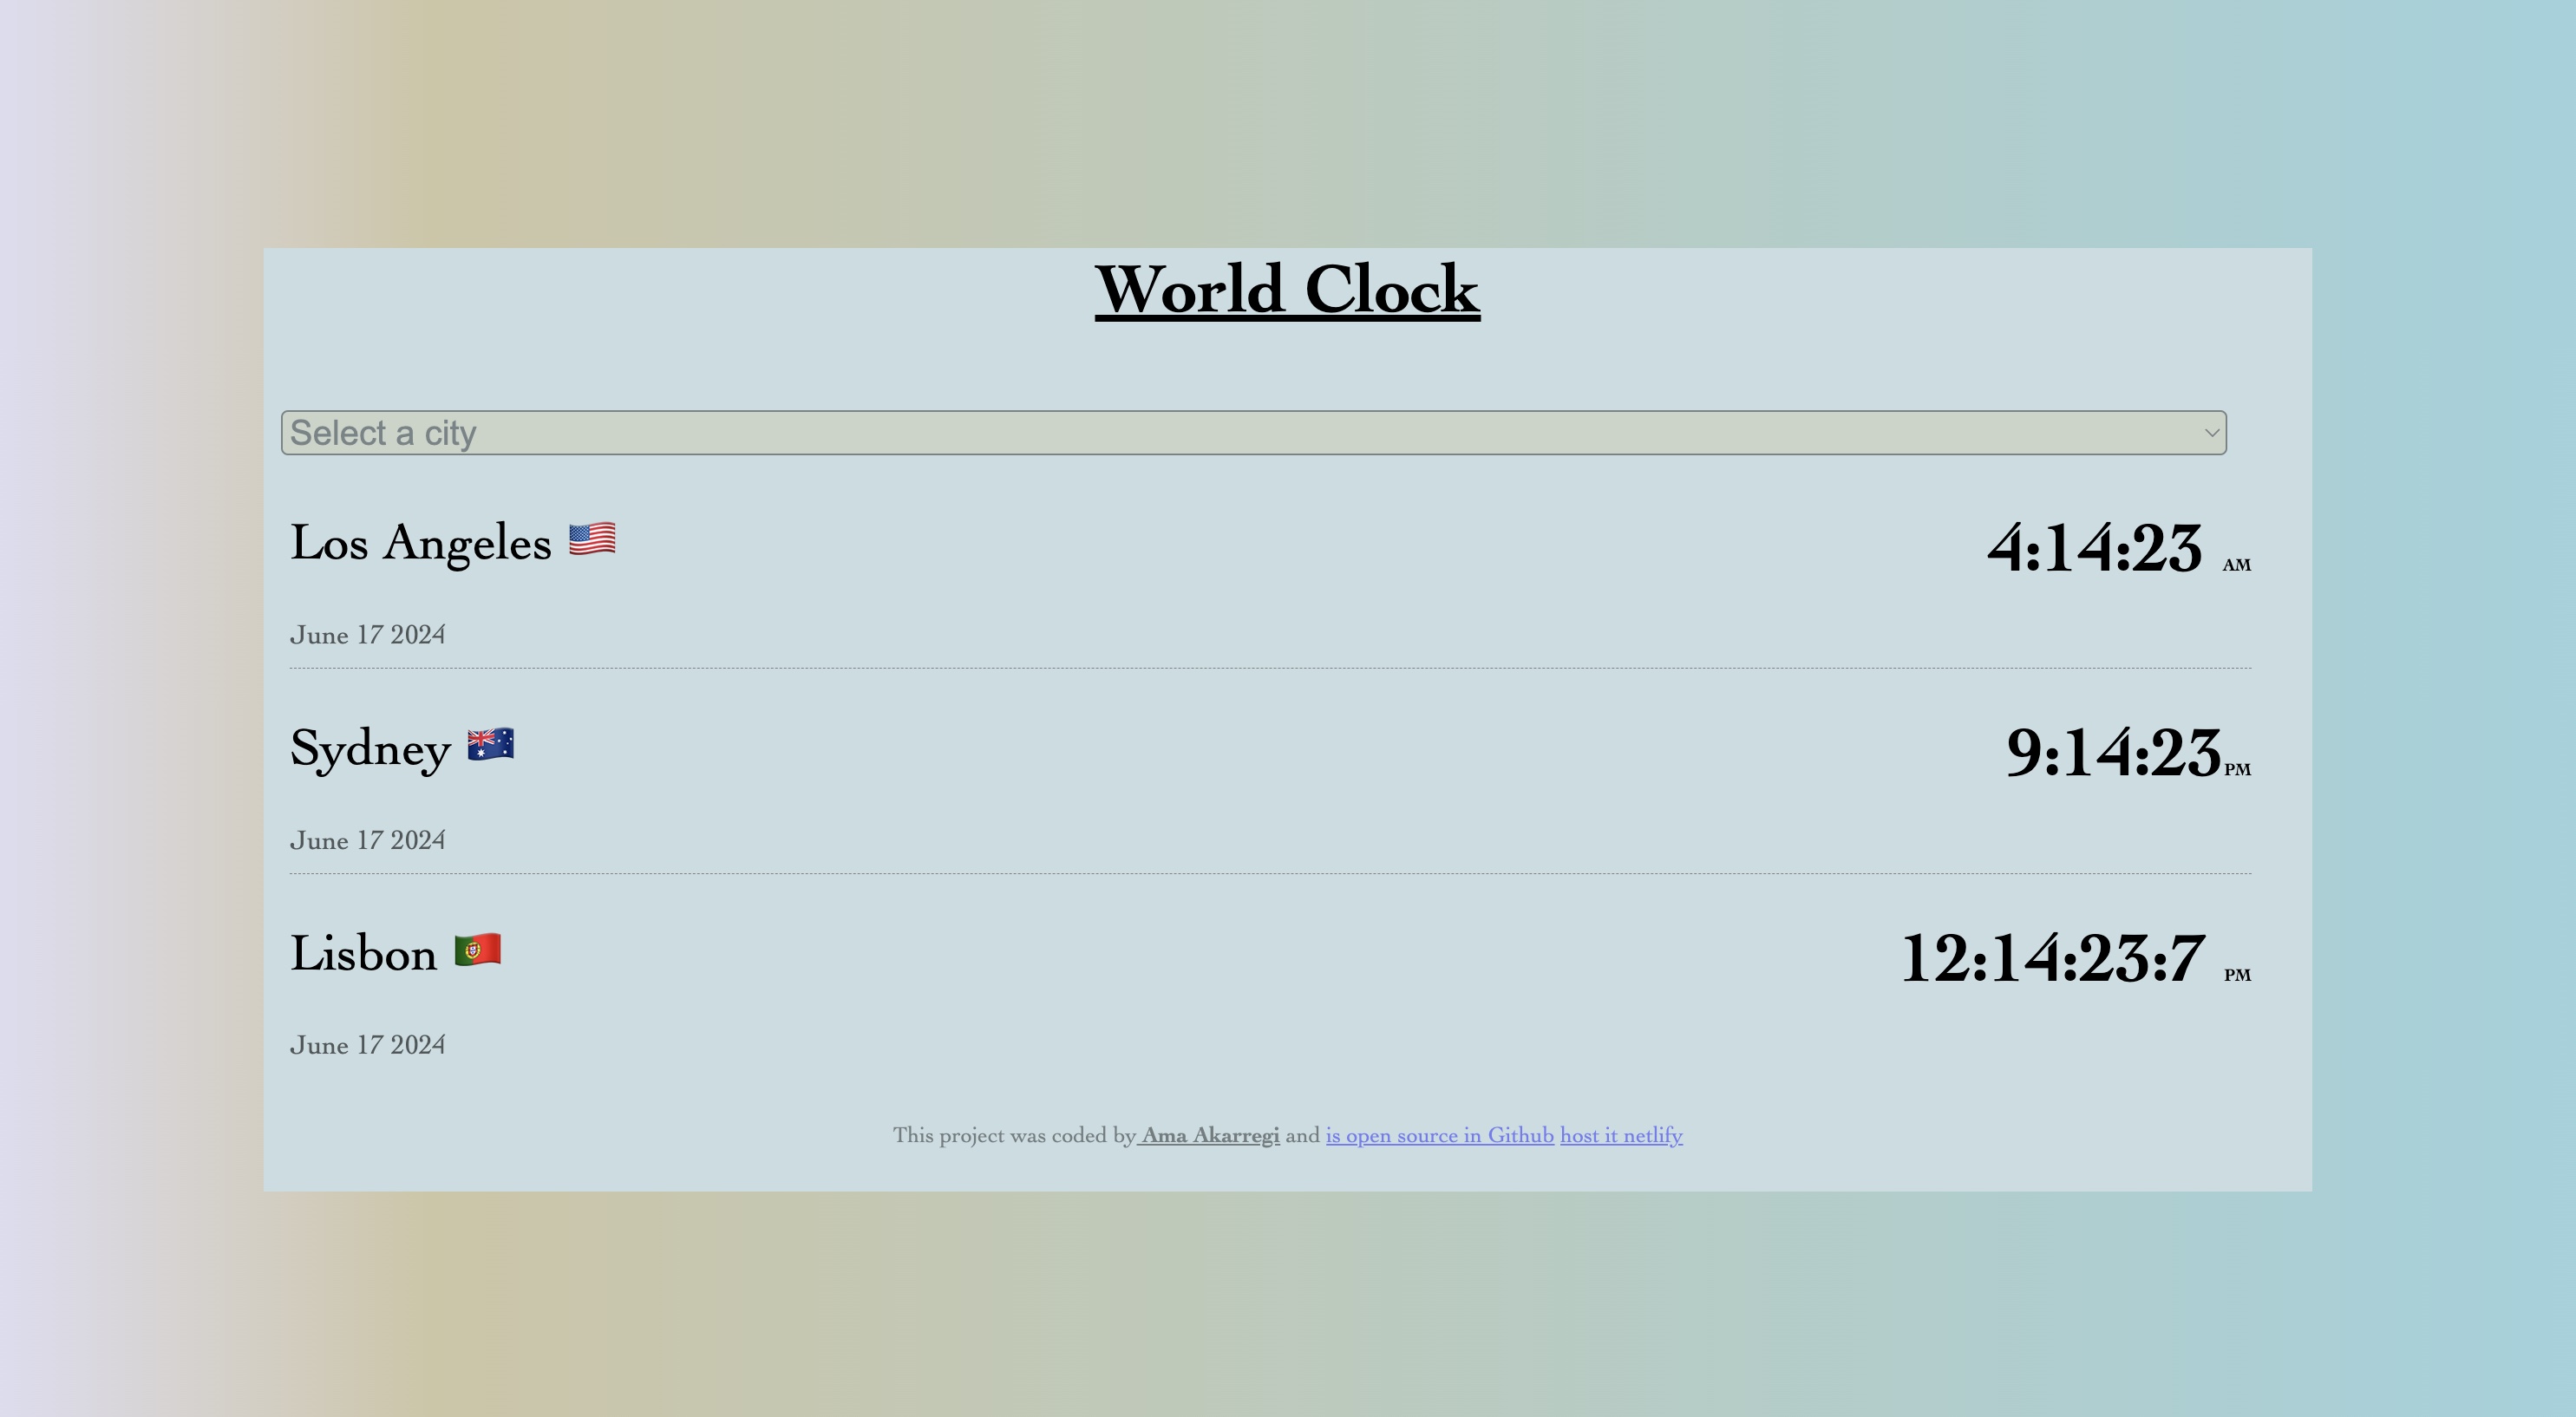 World Clock
Select a city
Los Angeles 🇺🇸 4:14:23 AM
June 17 2024
Sydney 🇦🇺 9:14:23PM
June 17 2024
Lisbon 🇵🇹 12:14:23:7 PM
June 17 2024
This project was coded by Ama Akarregi and is open source in Github host it netlify